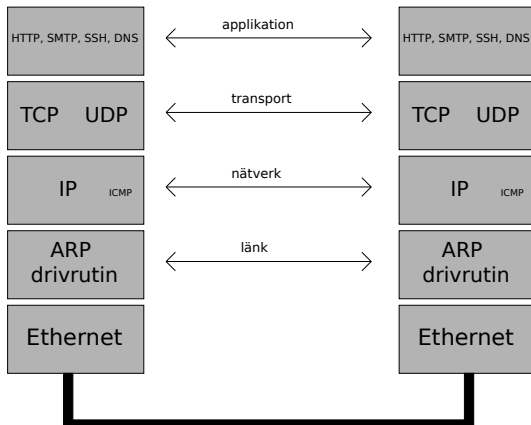 HTTP, SMTP, SSH, DNS
applikation
HTTP, SMTP, SSH, DNS
TCP UDP
transport
TCP UDP
IP ICMP
nätverk
IP ICMP
ARP
drivrutin
länk
ARP
drivrutin
Ethernet
Ethernet